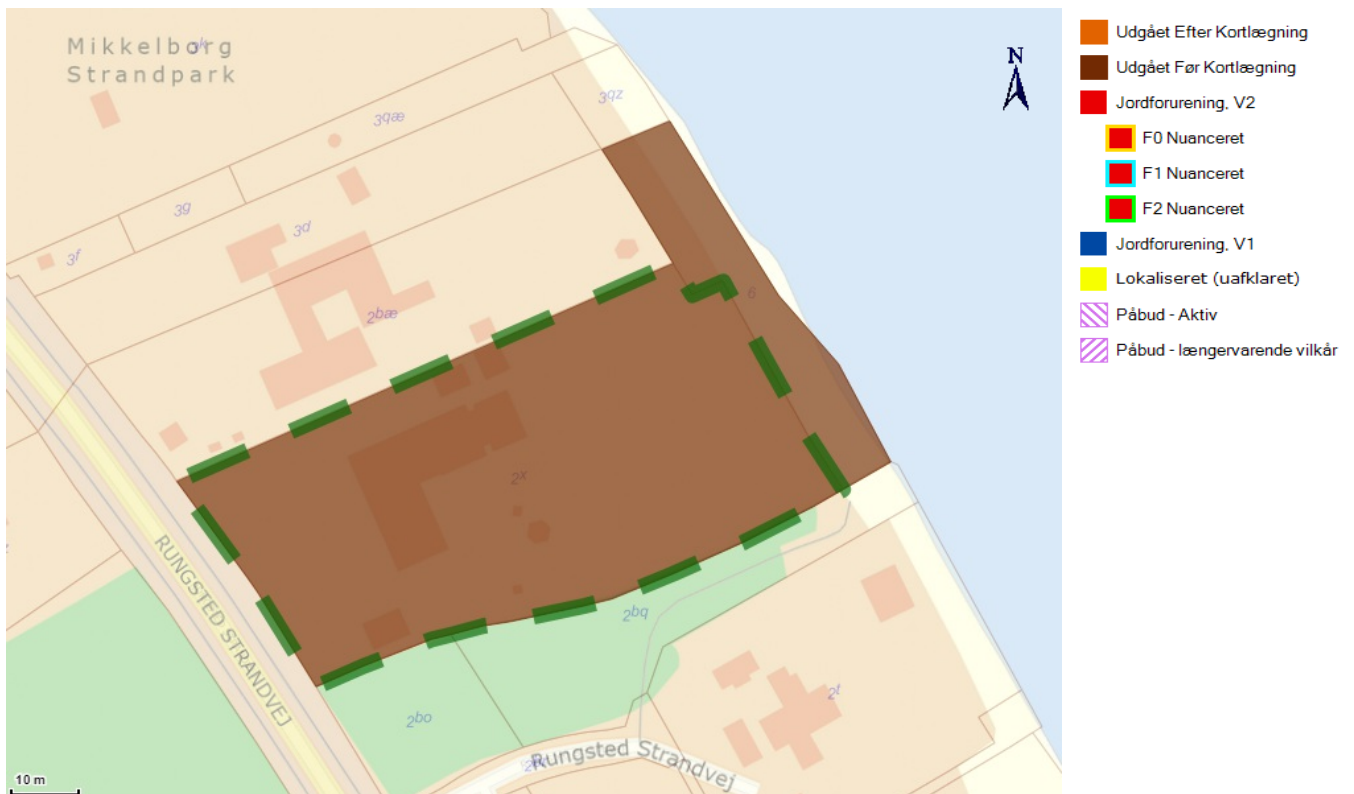 Mikkelborg
Strandpark
3k
3qæ
3qz
3g
3d
3f
2bæ
6
2x
2bq
2bo
2t
RUNGSTED STRANDVEJ
Rungsted Strandvej
N
10 m
Udgået Efter Kortlægning
Udgået Før Kortlægning
Jordforurening, V2
F0 Nuanceret
F1 Nuanceret
F2 Nuanceret
Jordforurening, V1
Lokaliseret (uafklaret)
Påbud - Aktiv
Påbud - længervarende vilkår